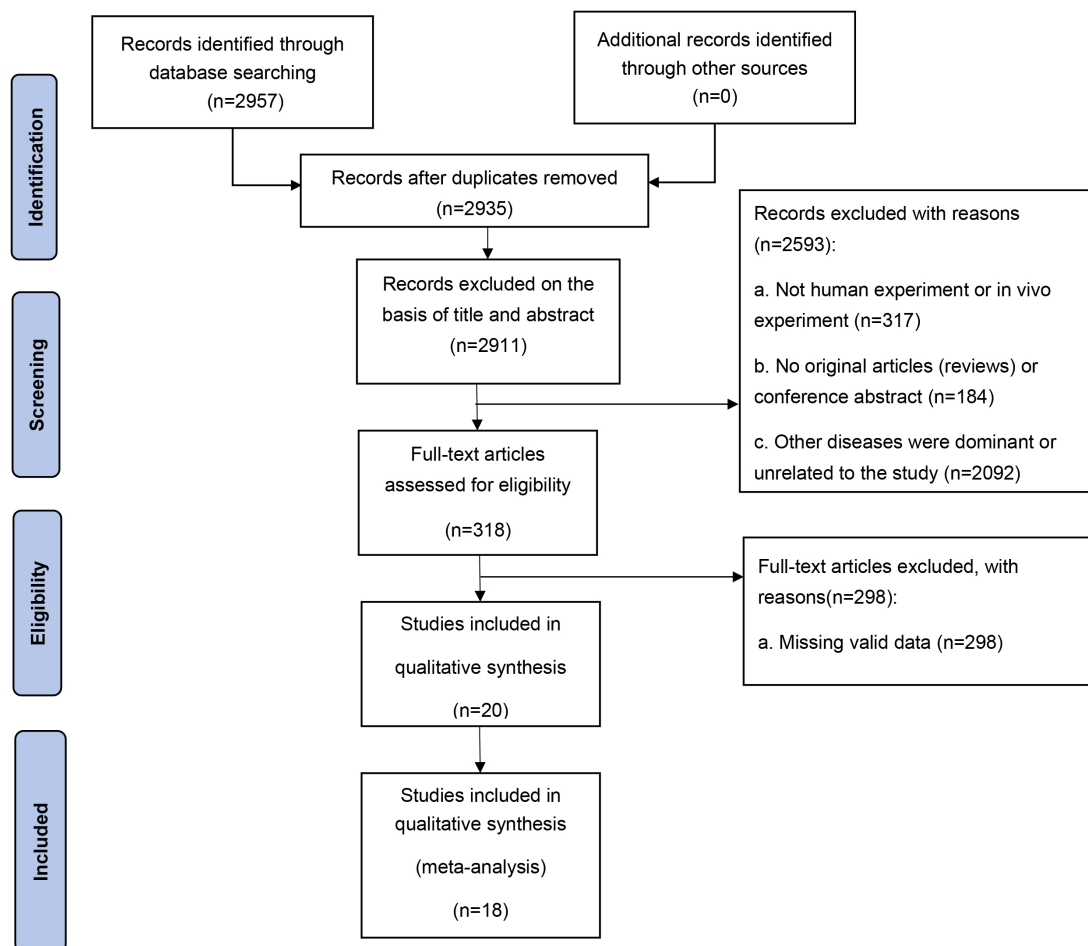 Records identified through
database searching
(n=2957)
Additional records identified
through other sources
(n=0)
Identification
Records after duplicates removed
(n=2935)
Records excluded with reasons
(n=2593):
a. Not human experiment or in vivo
experiment (n=317)
b. No original articles (reviews) or
conference abstract (n=184)
c. Other diseases were dominant or
unrelated to the study (n=2092)
Records excluded on the
basis of title and abstract
(n=2911)
Screening
Full-text articles
assessed for eligibility
(n=318)
Eligibility
Full-text articles excluded, with
reasons(n=298):
a. Missing valid data (n=298)
Studies included in
qualitative synthesis
(n=20)
Included
Studies included in
qualitative synthesis
(meta-analysis)
(n=18)